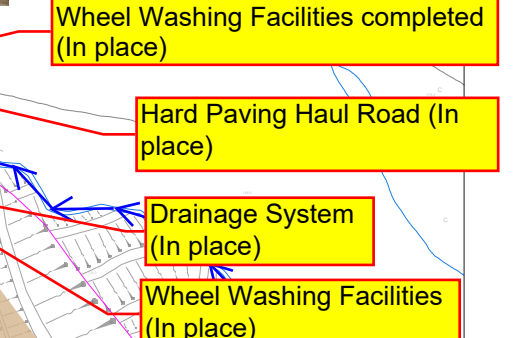 Wheel Washing Facilities completed
(In place)
Hard Paving Haul Road (In
place)
Drainage System
(In place)
Wheel Washing Facilities
(In place)